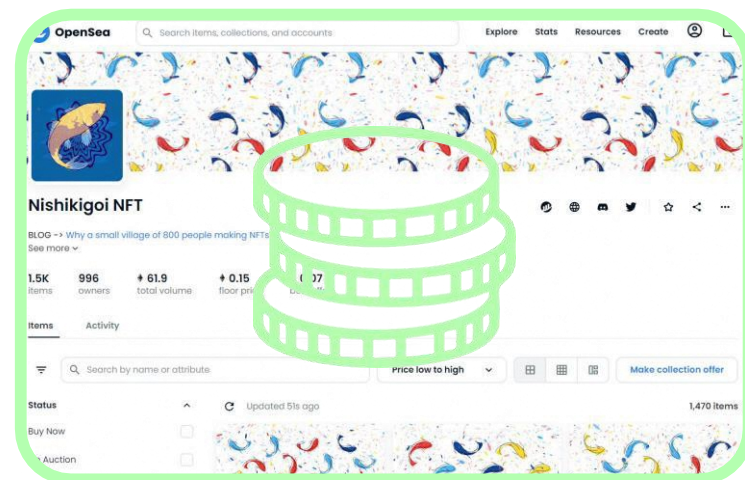 OpenSea
Search items, collections, and accounts
Explore Stats Resources Create
Nishikigoi NFT
BLOG -> Why a small village of 800 people making NFTs
See more
1.5K 996 61.9 0.15 0.07
items owners total volume floor
Items Activity
Search by name or attribute
Price low to high
Make collection offer
Status
Updated 51s ago
1,470 items
Buy Now
Auction